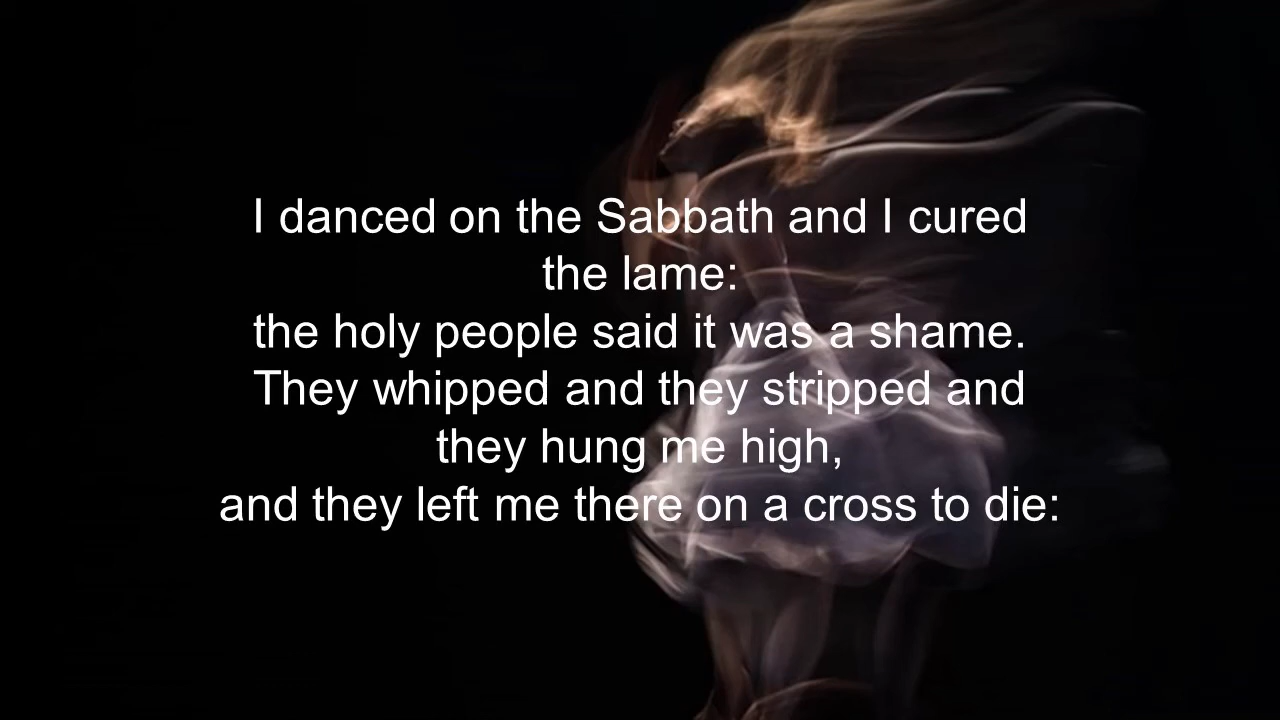 I danced on the Sabbath and I cured
the lame:
the holy people said it was a shame.
They whipped and they stripped and
they hung me high,
and they left me there on a cross to die: